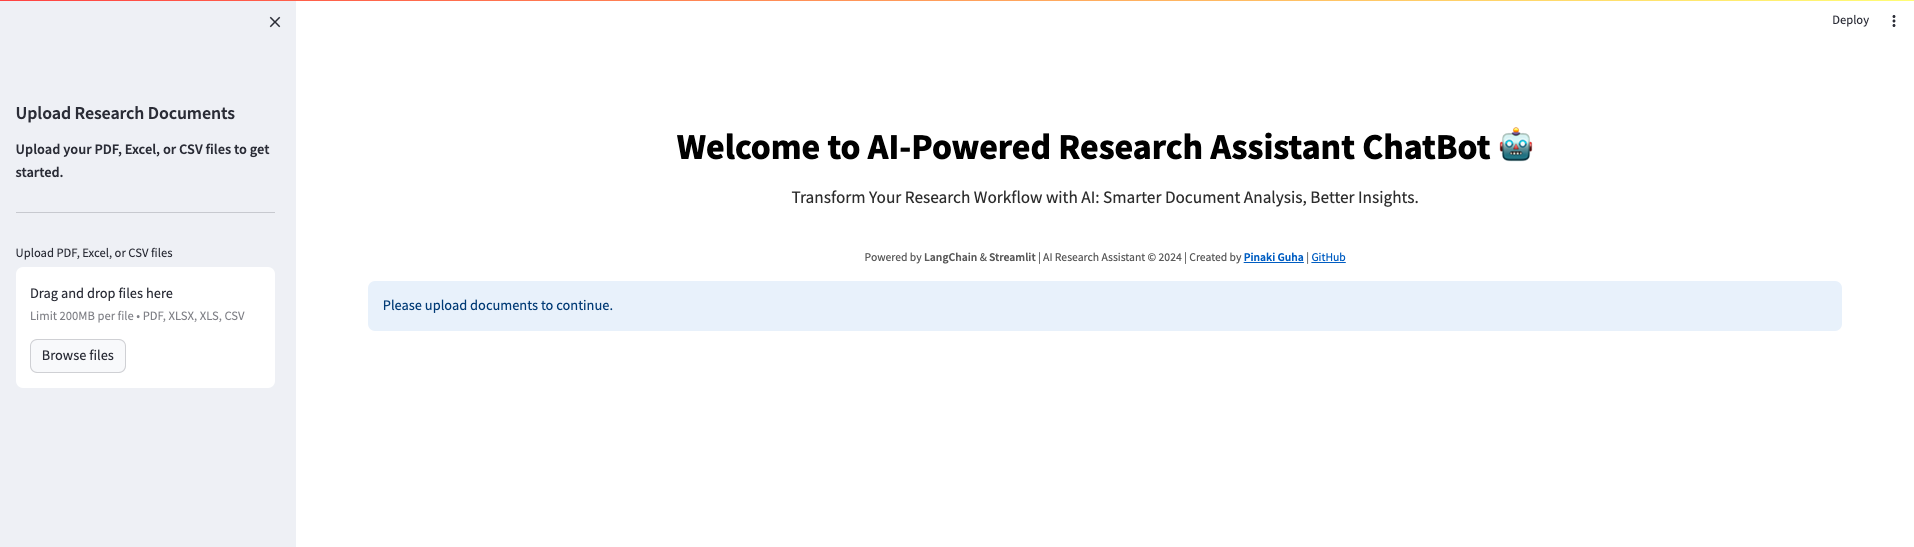 Deploy
Upload Research Documents
Upload your PDF, Excel, or CSV files to get
started.
Upload PDF, Excel, or CSV files
Drag and drop files here
Limit 200MB per file • PDF, XLSX, XLS, CSV
Browse files
Welcome to AI-Powered Research Assistant ChatBot 🤖
Transform Your Research Workflow with AI: Smarter Document Analysis, Better Insights.
Powered by LangChain & Streamlit | AI Research Assistant © 2024 | Created by Pinaki Guha | GitHub
Please upload documents to continue.